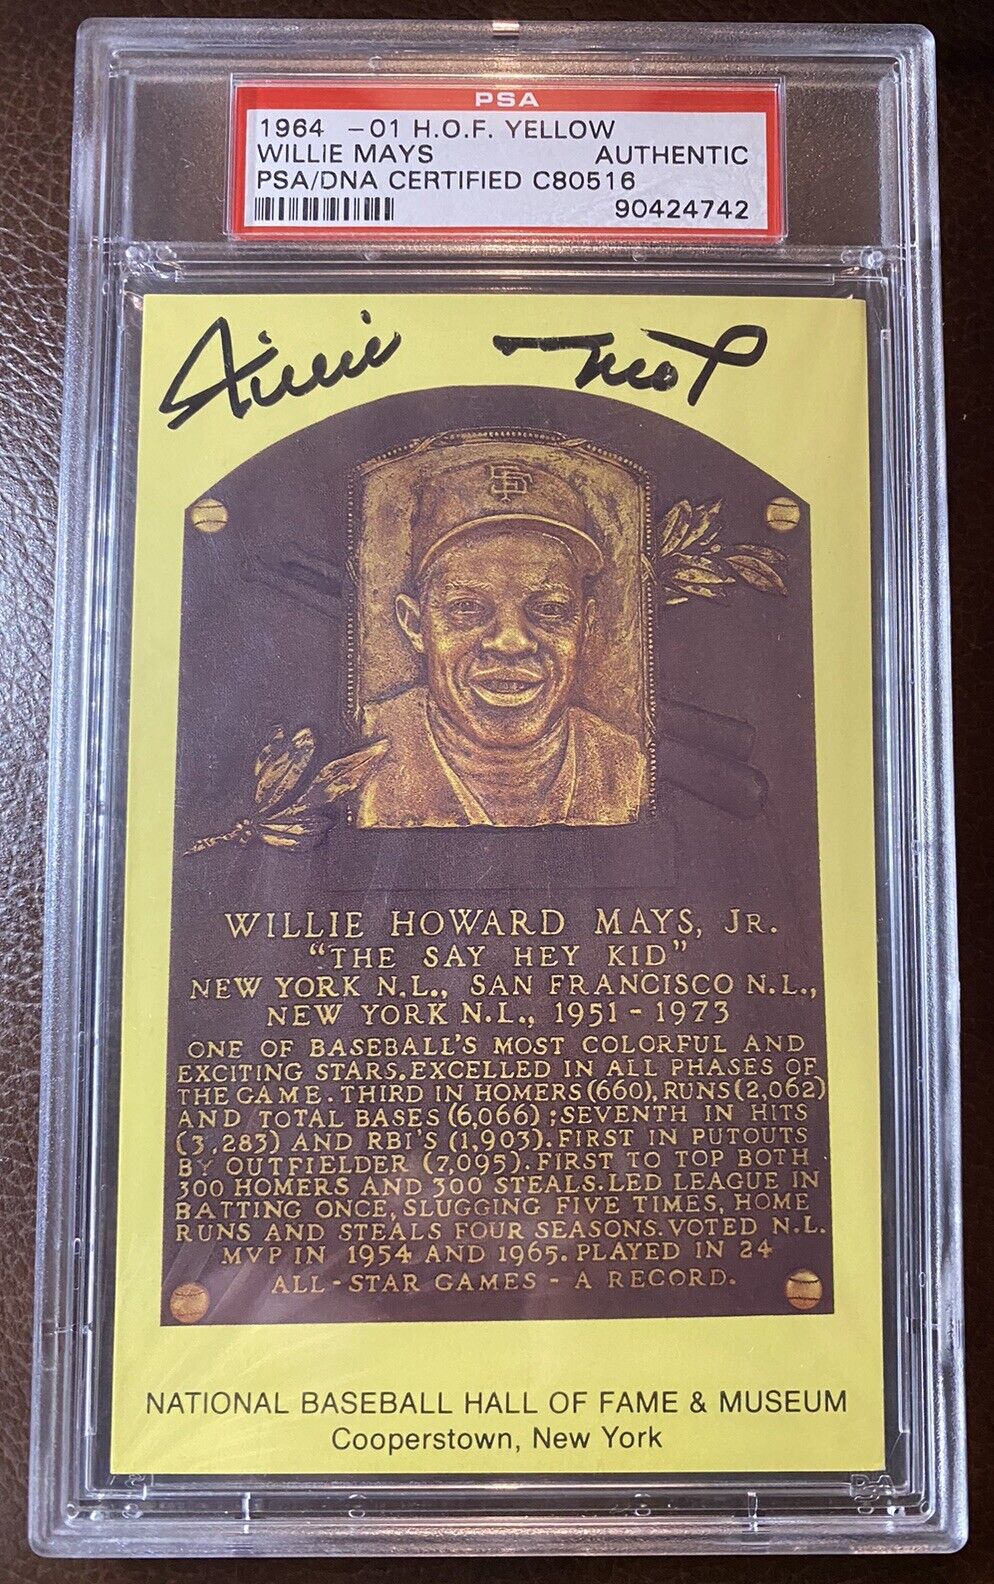 PSA
1964 -01 H.O.F. YELLOW
WILLIE MAYS AUTHENTIC
PSA/DNA CERTIFIED C80516
90424742
Willie Mays
SF
WILLIE HOWARD MAYS, JR.
"THE SAY HEY KID"
NEW YORK N.L., SAN FRANCISCO N.L.,
NEW YORK N.L., 1951 - 1973
ONE OF BASEBALL'S MOST COLORFUL AND
EXCITING STARS. EXCELLED IN ALL PHASES OF
THE GAME. THIRD IN HOMERS (660), RUNS (2,062)
AND TOTAL BASES (6,066); SEVENTH IN HITS
(3,283) AND RBI'S (1,903). FIRST IN PUTOUTS
BY OUTFIELDER (7,095). FIRST TO TOP BOTH
300 HOMERS AND 300 STEALS. LED LEAGUE IN
BATTING ONCE, SLUGGING FIVE TIMES, HOME
RUNS AND STEALS FOUR SEASONS. VOTED N.L.
MVP IN 1954 AND 1965. PLAYED IN 24
ALL-STAR GAMES - A RECORD.
NATIONAL BASEBALL HALL OF FAME & MUSEUM
Cooperstown, New York
PSA